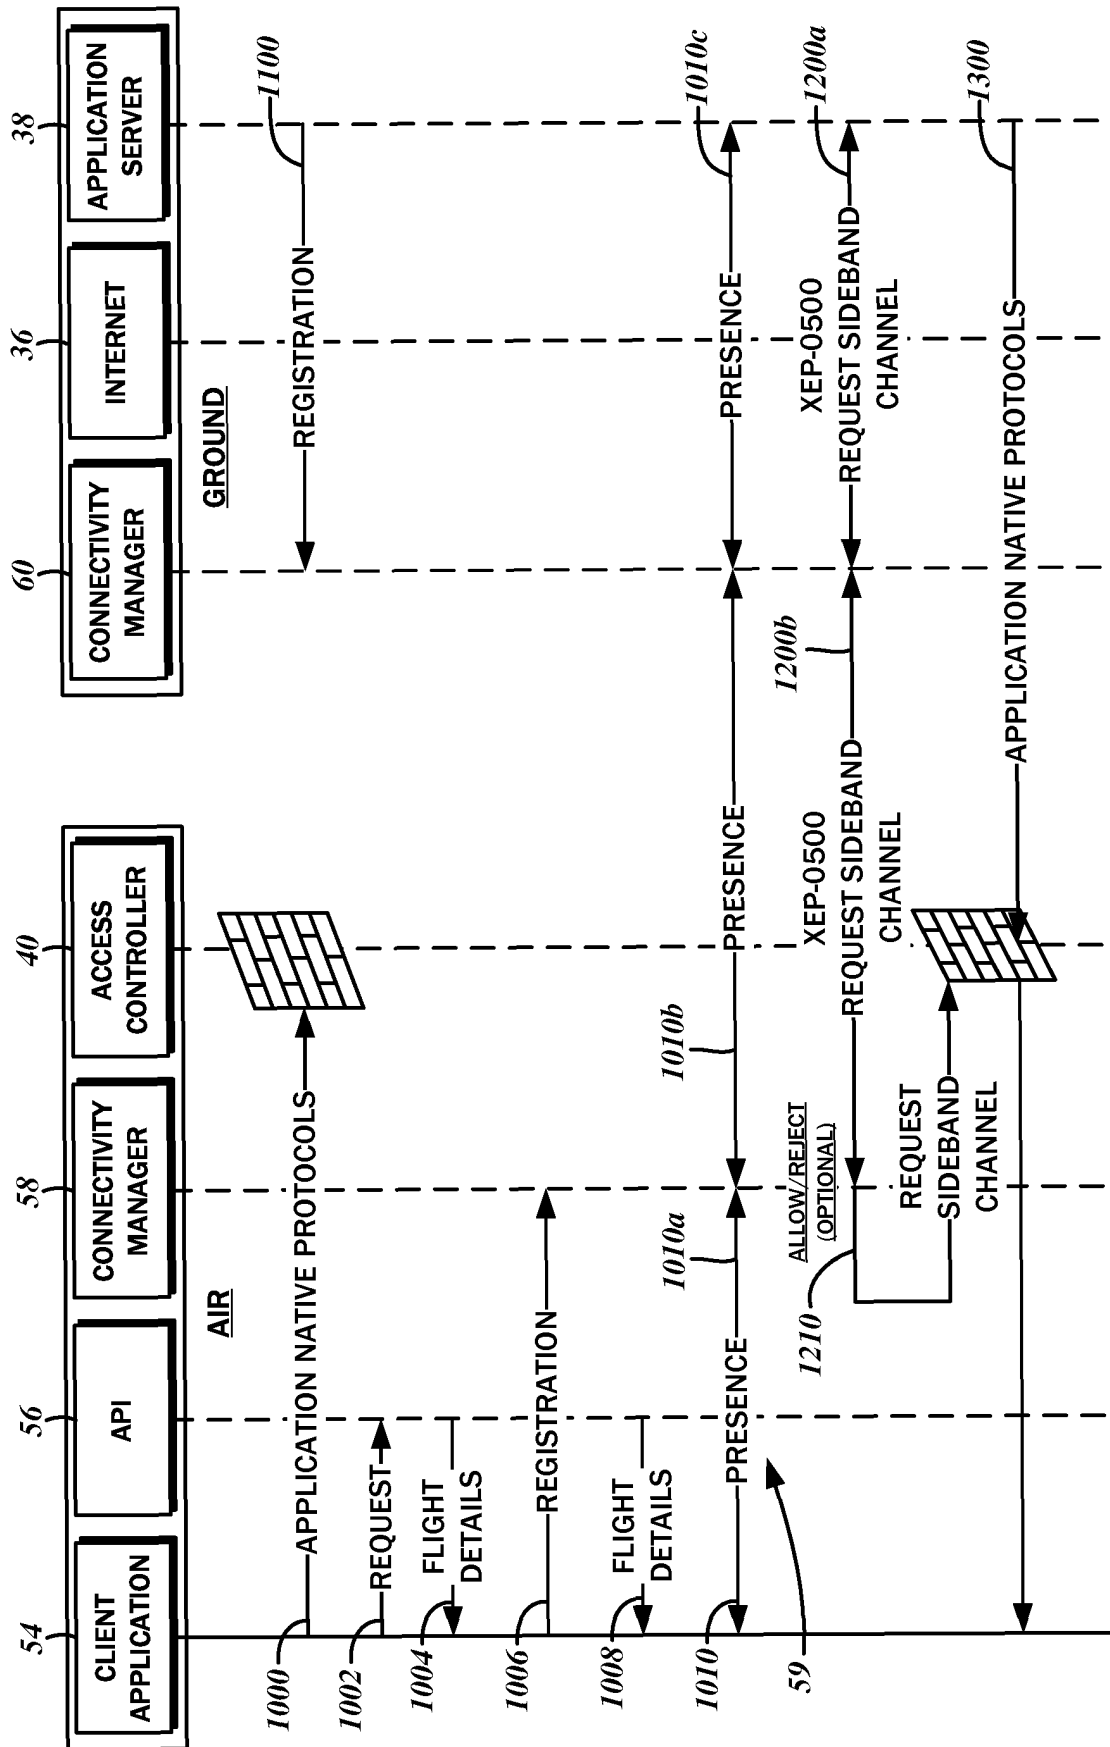 54
56
58
40
60
36
38
CLIENT
APPLICATION
API
CONNECTIVITY
MANAGER
ACCESS
CONTROLLER
CONNECTIVITY
MANAGER
INTERNET
APPLICATION
SERVER
AIR
GROUND
1000
APPLICATION NATIVE PROTOCOLS
REGISTRATION
1100
1002
REQUEST
1004
FLIGHT
DETAILS
1006
REGISTRATION
1008
FLIGHT
DETAILS
1010
PRESENCE
1010a
1010b
PRESENCE
PRESENCE
1010c
59
1210
ALLOW/REJECT
(OPTIONAL)
XEP-0500
REQUEST SIDEBAND
CHANNEL
1200b
XEP-0500
REQUEST SIDEBAND
CHANNEL
1200a
REQUEST
SIDEBAND
CHANNEL
APPLICATION NATIVE PROTOCOLS
1300